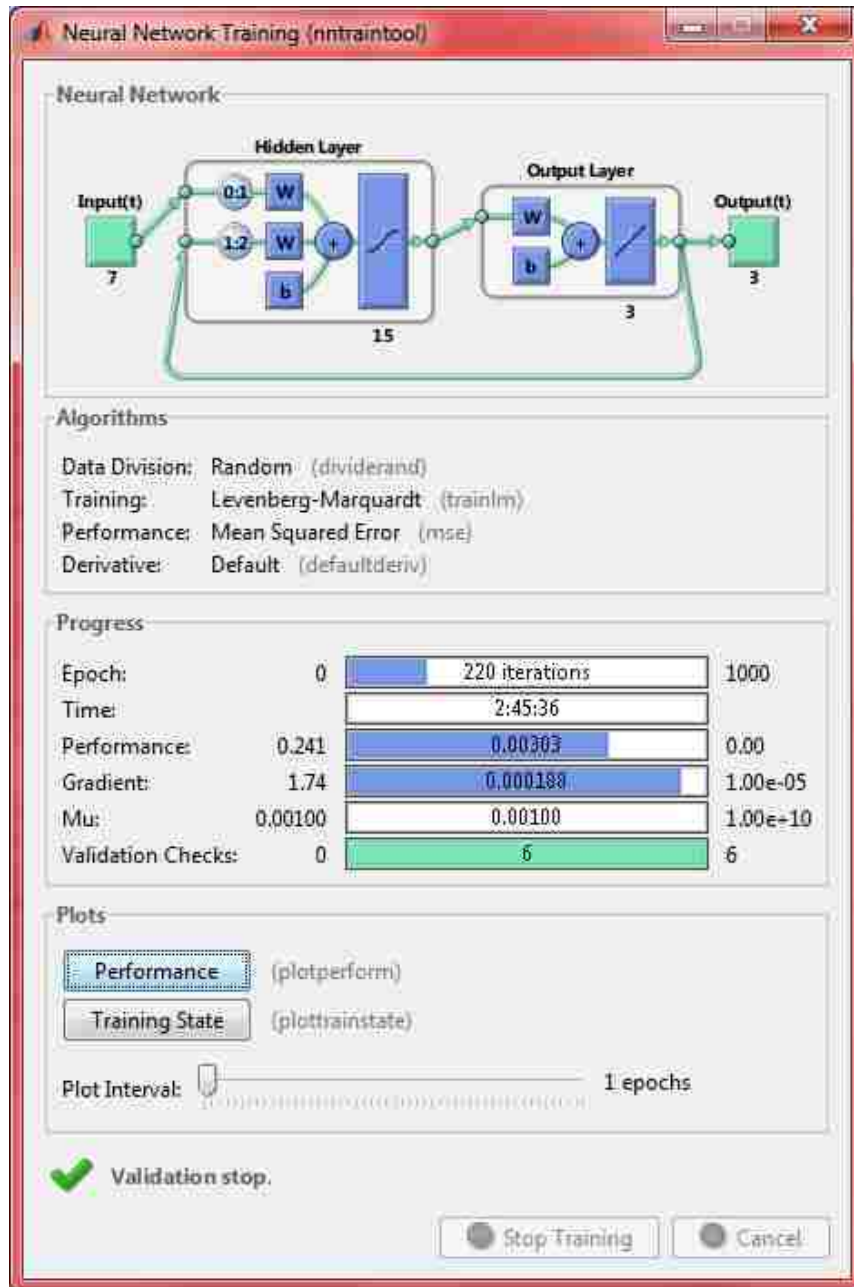 Neural Network Training (nntraintool)
Neural Network
Hidden Layer
Output Layer
Input(t)
Output(t)
0:1
W
1:2
W
+
b
W
+
b
7
15
3
3
Algorithms
Data Division: Random (dividerand)
Training: Levenberg-Marquardt (trainlm)
Performance: Mean Squared Error (mse)
Derivative: Default (defaultderiv)
Progress
Epoch: 0 220 iterations 1000
Time: 2:45:36
Performance: 0.241 0.00303 0.00
Gradient: 1.74 0.000188 1.00e-05
Mu: 0.00100 0.00100 1.00e+10
Validation Checks: 0 6 6
Plots
Performance (plotperform)
Training State (plottrainstate)
Plot Interval: 1 epochs
Validation stop.
Stop Training Cancel